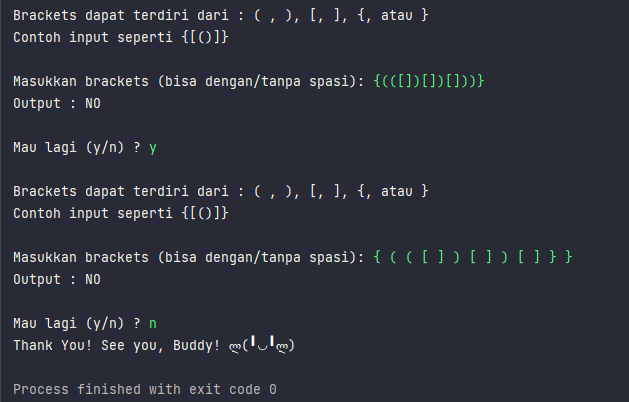 Brackets dapat terdiri dari : ( , ), [, ], {, atau }
Contoh input seperti {[()]}
Masukkan brackets (bisa dengan/tanpa spasi): {(([])[])[]))}
Output : NO
Mau lagi (y/n) ? y
Brackets dapat terdiri dari : ( , ), [, ], {, atau }
Contoh input seperti {[()]}
Masukkan brackets (bisa dengan/tanpa spasi): { ( ( [ ] ) [ ] ) [ ] } }
Output : NO
Mau lagi (y/n) ? n
Thank You! See you, Buddy! ლ(╹◡╹ლ)
Process finished with exit code 0